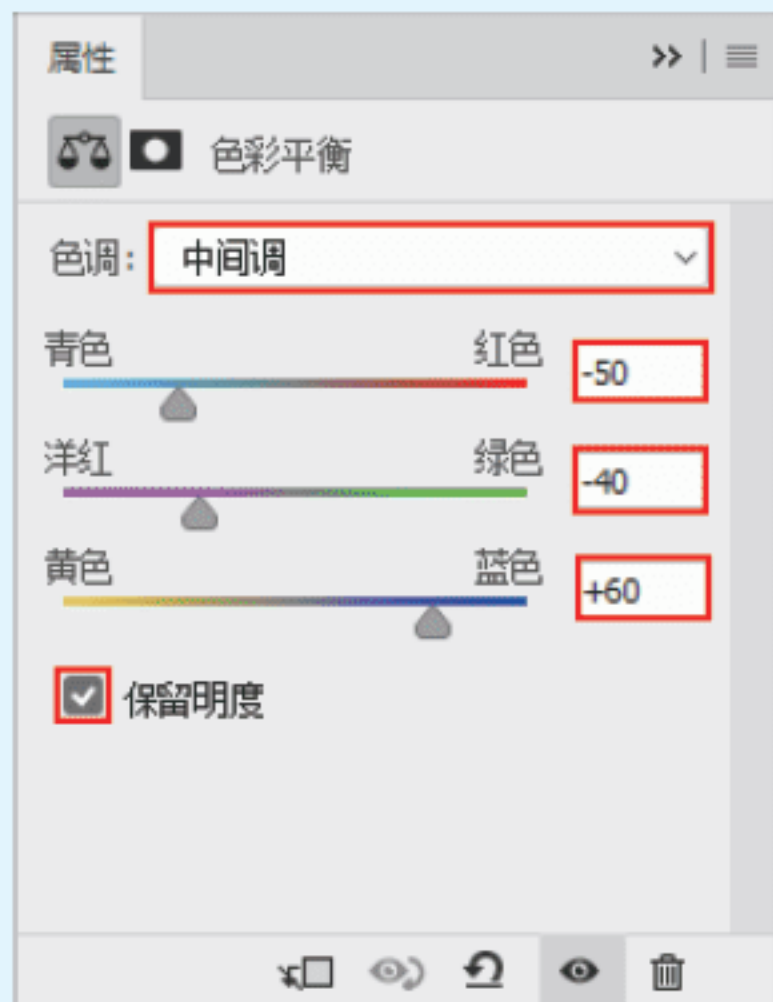 属性
色彩平衡
色调: 中间调
青色 红色 -50
洋红 绿色 -40
黄色 蓝色 +60
保留明度